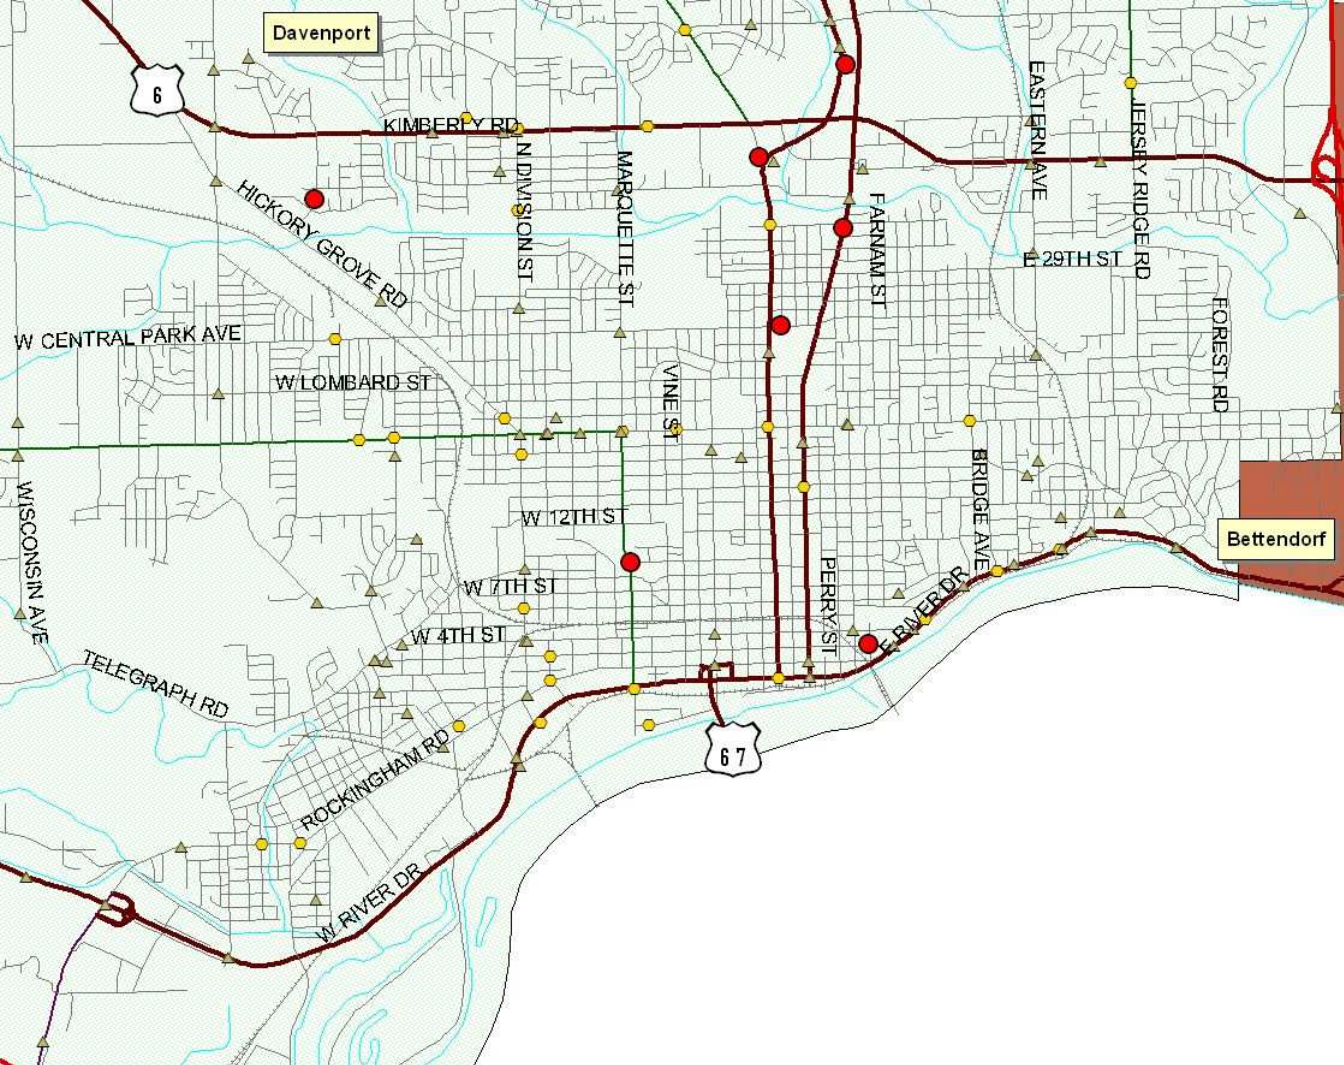 Davenport
6
KIMBERLY RD
N DIVISION ST
MARQUETTE ST
EASTERN AVE
JERSEY RIDGE RD
HICKORY GROVE RD
FARNAM ST
E 29TH ST
W CENTRAL PARK AVE
FOREST RD
W LOMBARD ST
VINE ST
BRIDGE AVE
WISCONSIN AVE
W 12TH ST
Bettendorf
W 7TH ST
PERRY ST
E RIVER DR
W 4TH ST
TELEGRAPH RD
67
ROCKINGHAM RD
W RIVER DR